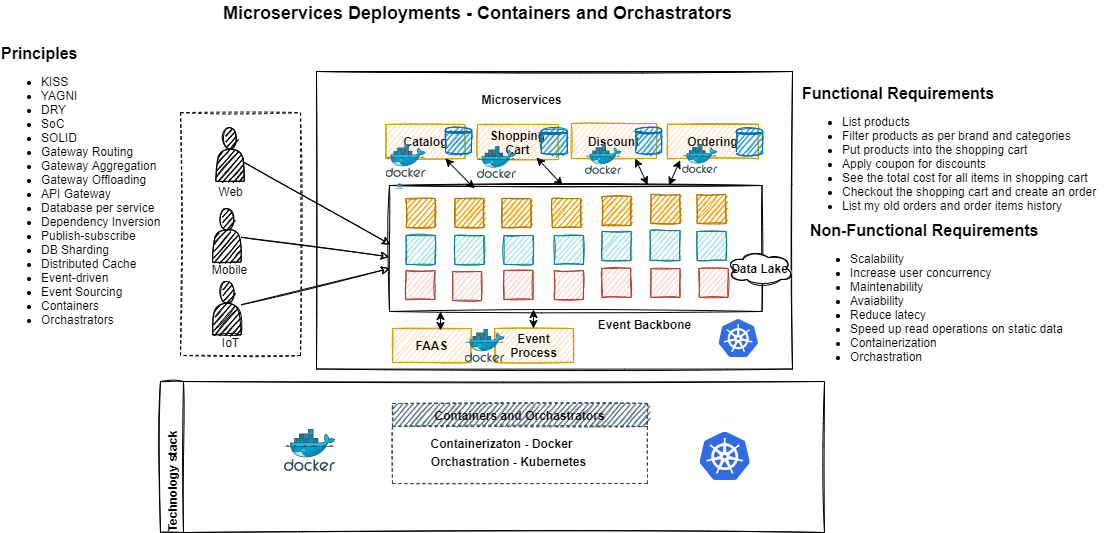 Microservices Deployments - Containers and Orchastrators
Principles
KISS
YAGNI
DRY
SoC
SOLID
Gateway Routing
Gateway Aggregation
Gateway Offloading
API Gateway
Database per service
Dependency Inversion
Publish-subscribe
DB Sharding
Distributed Cache
Event-driven
Event Sourcing
Containers
Orchastrators
Web
Mobile
IoT
Microservices
Catalog
docker
Shopping
Cart
docker
Discount
docker
Ordering
docker
Data Lake
Event Backbone
FAAS
docker
Event
Process
Functional Requirements
List products
Filter products as per brand and categories
Put products into the shopping cart
Apply coupon for discounts
See the total cost for all items in shopping cart
Checkout the shopping cart and create an order
List my old orders and order items history
Non-Functional Requirements
Scalability
Increase user concurrency
Maintenability
Avaiability
Reduce latecy
Speed up read operations on static data
Containerization
Orchastration
Technology stack
docker
Containers and Orchastrators
Containerizaton - Docker
Orchastration - Kubernetes